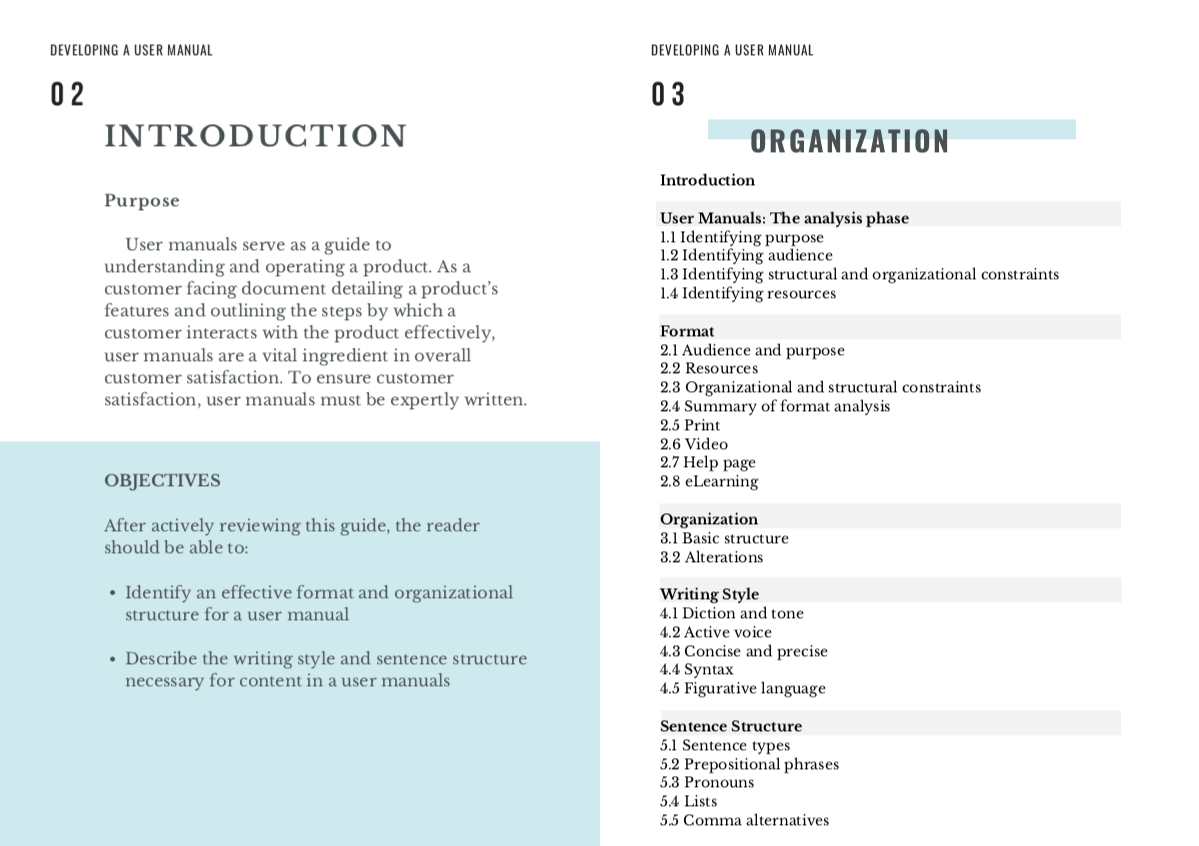 DEVELOPING A USER MANUAL
02
INTRODUCTION
Purpose
User manuals serve as a guide to
understanding and operating a product. As a
customer facing document detailing a product's
features and outlining the steps by which a
customer interacts with the product effectively,
user manuals are a vital ingredient in overall
customer satisfaction. To ensure customer
satisfaction, user manuals must be expertly written.
OBJECTIVES
After actively reviewing this guide, the reader
should be able to:
• Identify an effective format and organizational
structure for a user manual
• Describe the writing style and sentence structure
necessary for content in a user manuals
DEVELOPING A USER MANUAL
03
ORGANIZATION
Introduction
User Manuals: The analysis phase
1.1 Identifying purpose
1.2 Identifying audience
1.3 Identifying structural and organizational constraints
1.4 Identifying resources
Format
2.1 Audience and purpose
2.2 Resources
2.3 Organizational and structural constraints
2.4 Summary of format analysis
2.5 Print
2.6 Video
2.7 Help page
2.8 eLearning
Organization
3.1 Basic structure
3.2 Alterations
Writing Style
4.1 Diction and tone
4.2 Active voice
4.3 Concise and precise
4.4 Syntax
4.5 Figurative language
Sentence Structure
5.1 Sentence types
5.2 Prepositional phrases
5.3 Pronouns
5.4 Lists
5.5 Comma alternatives